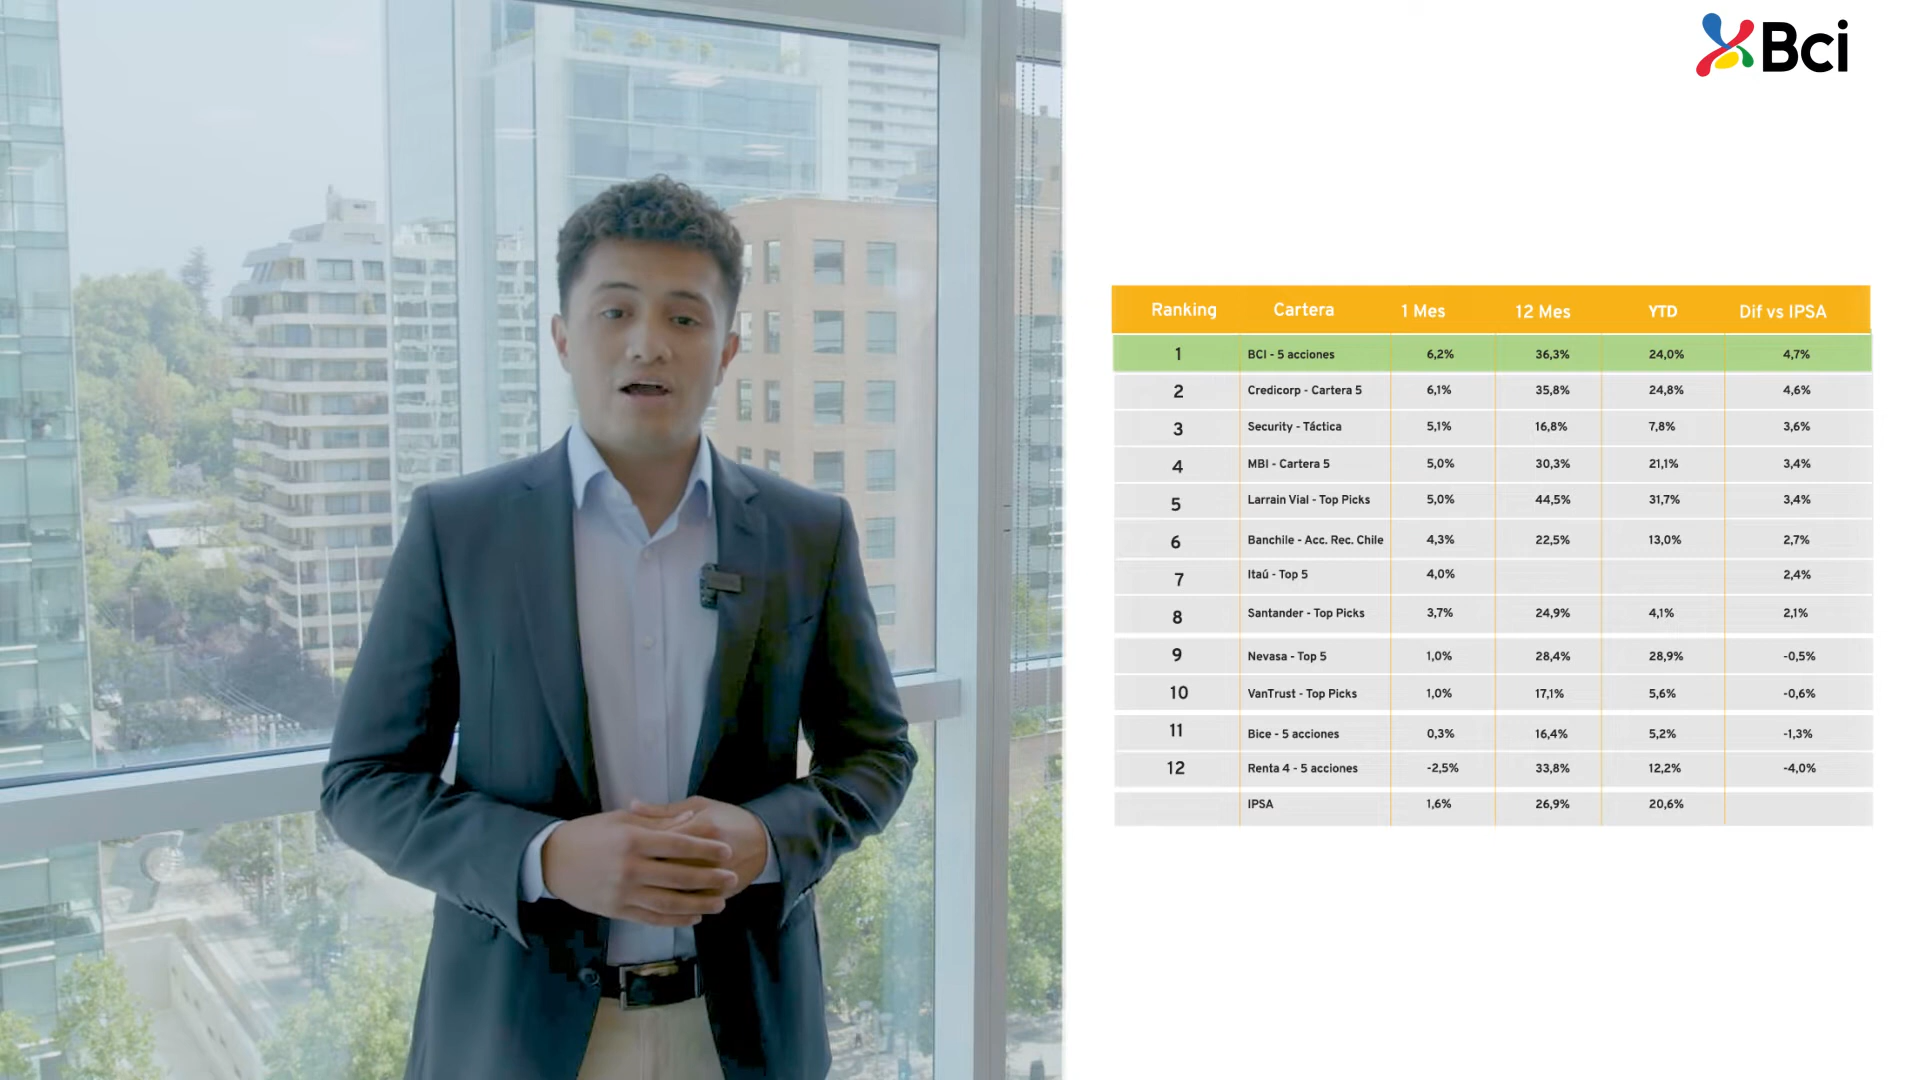 Bci
Ranking Cartera 1 Mes 12 Mes YTD Dif vs IPSA
1 BCI - 5 acciones 6,2% 36,3% 24,0% 4,7%
2 Credicorp - Cartera 5 6,1% 35,8% 24,8% 4,6%
3 Security - Táctica 5,1% 16,8% 7,8% 3,6%
4 MBI - Cartera 5 5,0% 30,3% 21,1% 3,4%
5 Larrain Vial - Top Picks 5,0% 44,5% 31,7% 3,4%
6 Banchile - Acc. Rec. Chile 4,3% 22,5% 13,0% 2,7%
7 Itaú - Top 5 4,0% 2,4%
8 Santander - Top Picks 3,7% 24,9% 4,1% 2,1%
9 Nevasa - Top 5 1,0% 28,4% 28,9% -0,5%
10 VanTrust - Top Picks 1,0% 17,1% 5,6% -0,6%
11 Bice - 5 acciones 0,3% 16,4% 5,2% -1,3%
12 Renta 4 - 5 acciones -2,5% 33,8% 12,2% -4,0%
IPSA 1,6% 26,9% 20,6%